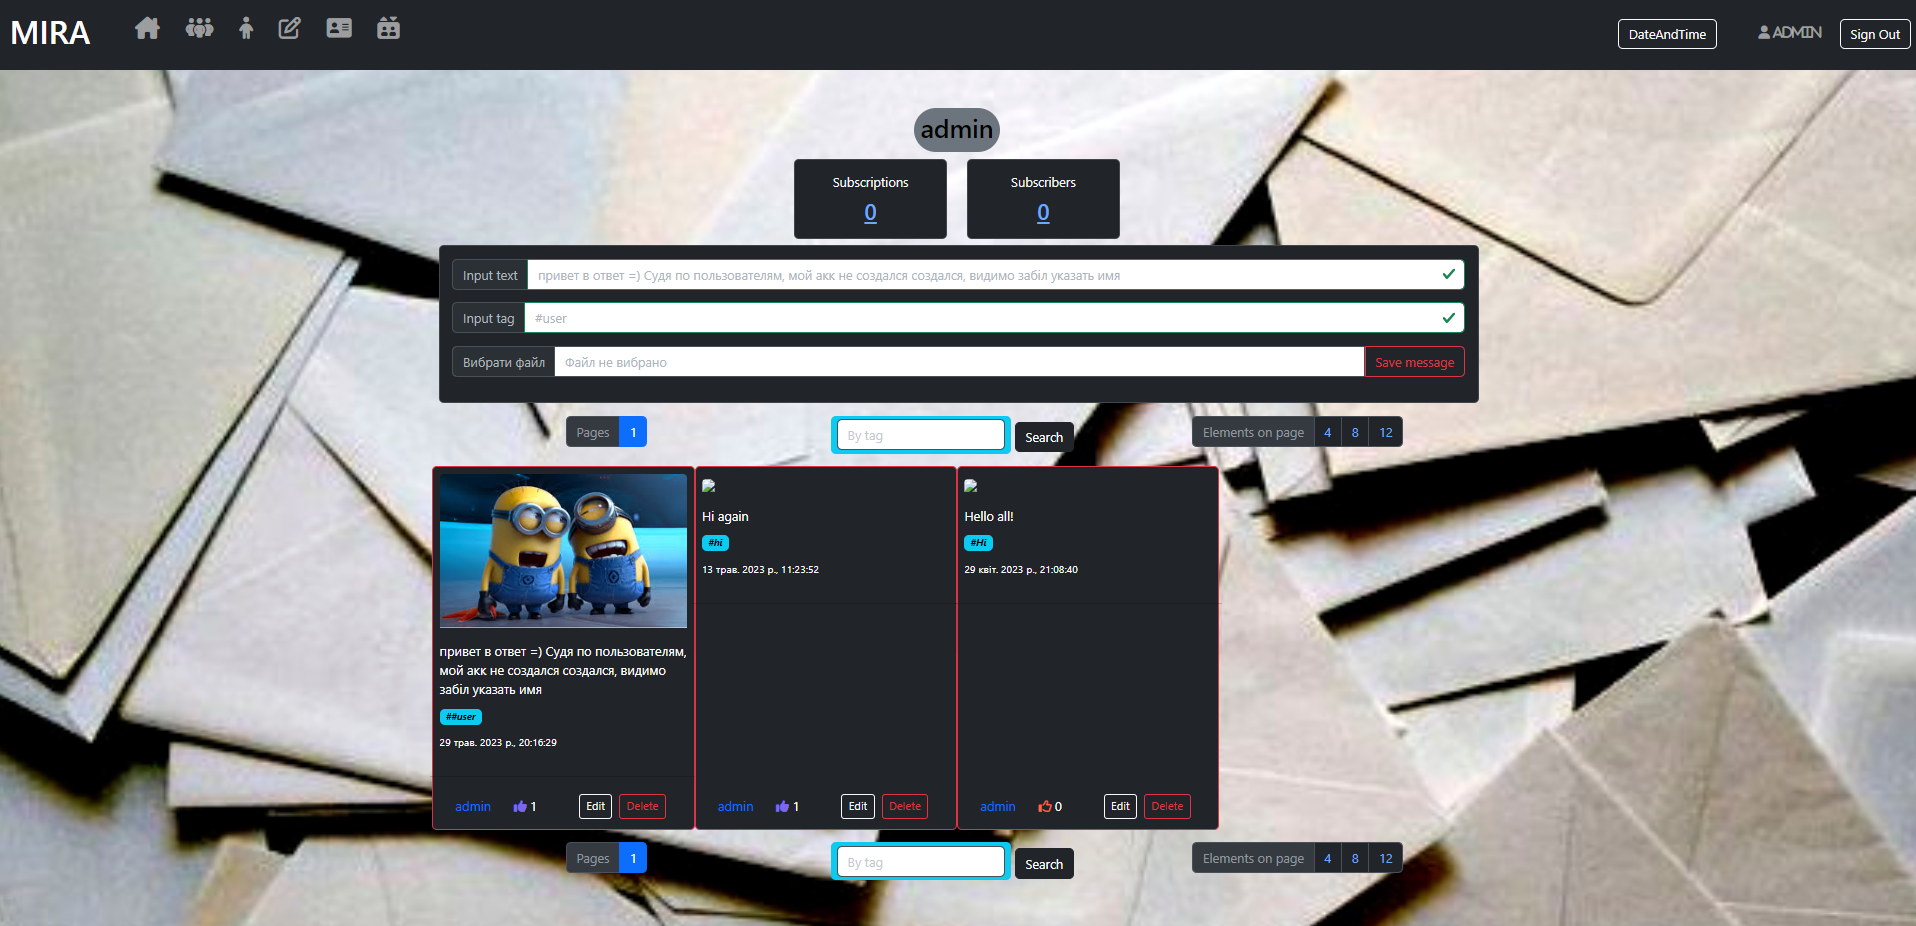 MIRA
DateAndTime
ADMIN
Sign Out
admin
Subscriptions
0
Subscribers
0
Input text
привет в ответ =) Судя по пользователям, мой акк не создался создался, видимо забіл указать имя
Input tag
#user
Вибрати файл
Файл не вибрано
Save message
Pages
1
By tag
Search
Elements on page
4
8
12
привет в ответ =) Судя по пользователям,
мой акк не создался создался, видимо
забіл указать имя
##user
29 трав. 2023 р., 20:16:29
admin
1
Edit
Delete
Hi again
#hi
13 трав. 2023 р., 11:23:52
admin
1
Edit
Delete
Hello all!
#Hi
29 квіт. 2023 р., 21:08:40
admin
0
Edit
Delete
Pages
1
By tag
Search
Elements on page
4
8
12